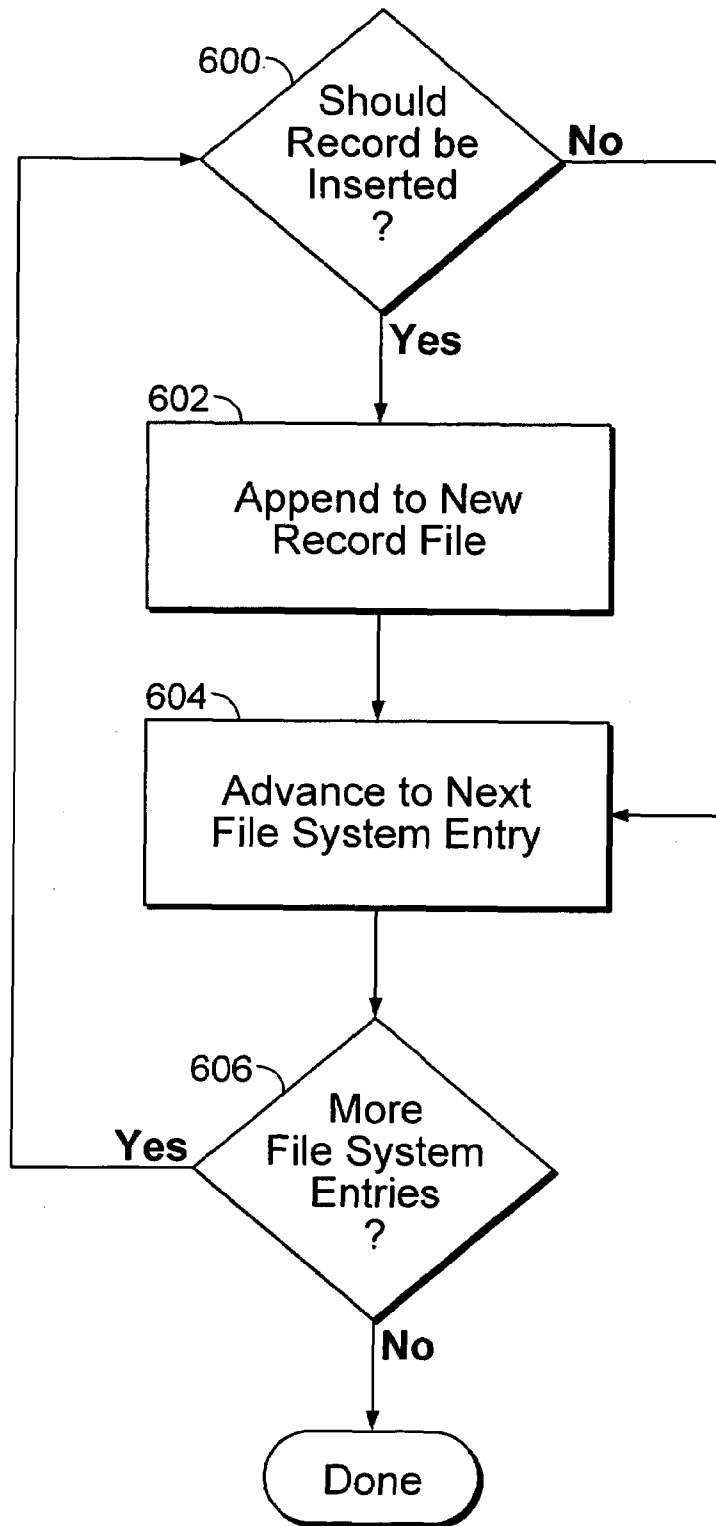 600
Should
Record be
Inserted
?
No
Yes
602
Append to New
Record File
604
Advance to Next
File System Entry
606
More
File System
Entries
?
Yes
No
Done